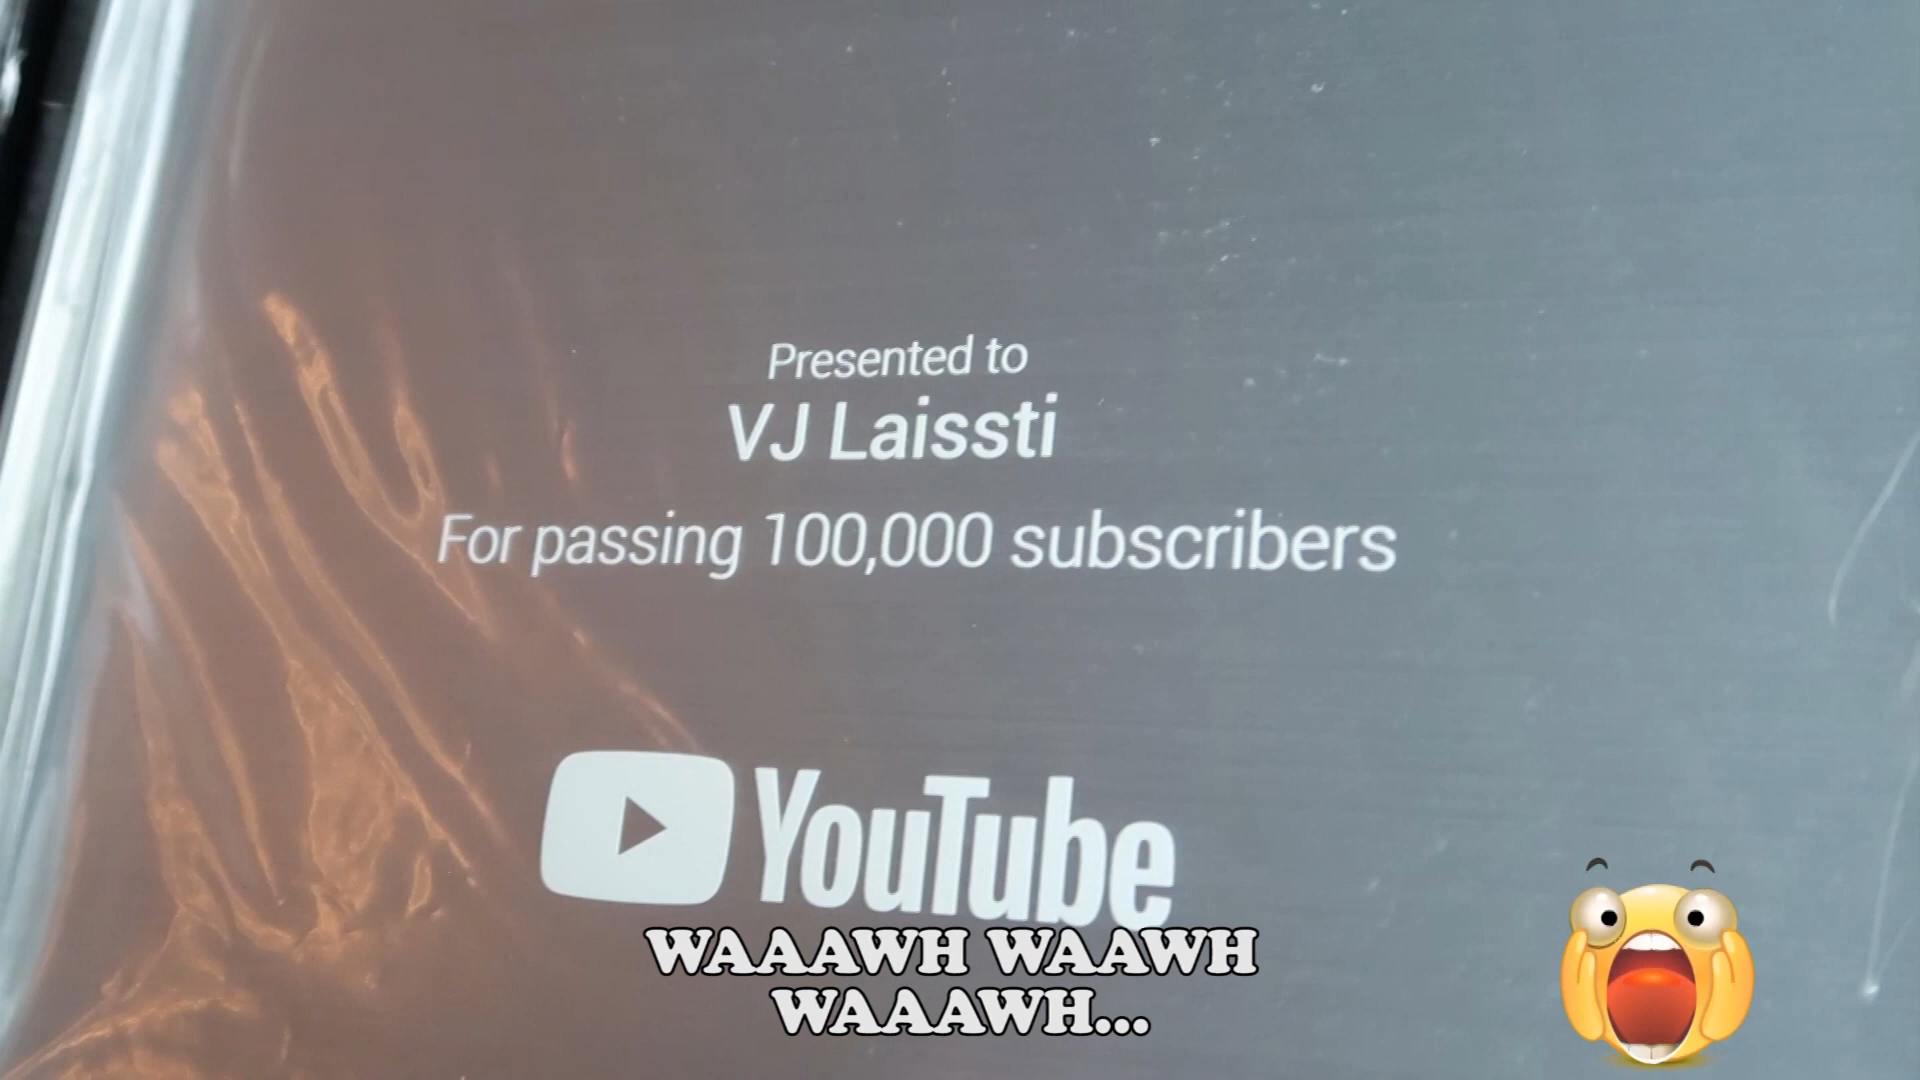 Presented to
VJ Laissti
For passing 100,000 subscribers
YouTube
WAAAWH WAAWH
WAAAWH...